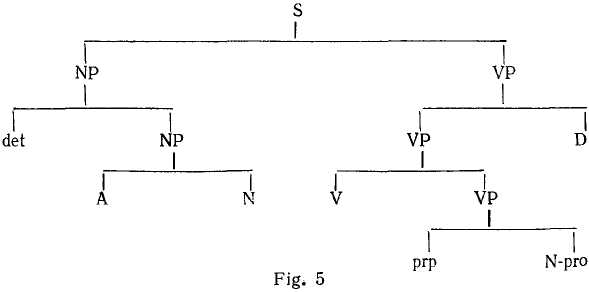 S
NP VP
det NP VP D
A N V VP
prp N-pro
Fig. 5